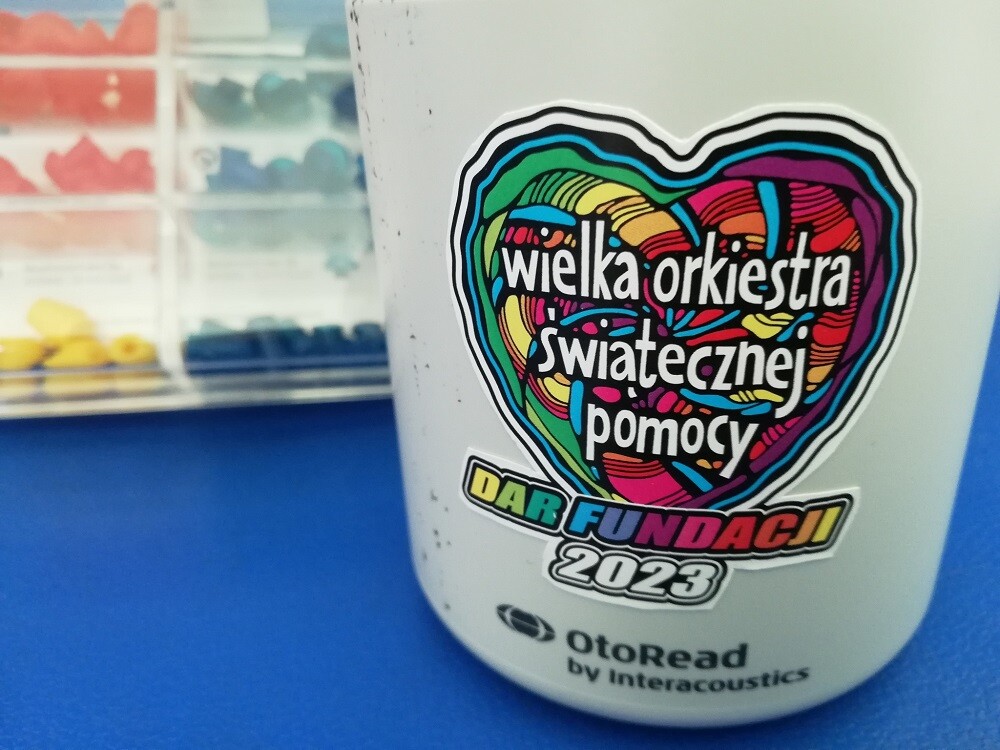 wielka orkiestra
świątecznej
pomocy
DAR FUNDACJI
2023
OtoRead
by Interacoustics